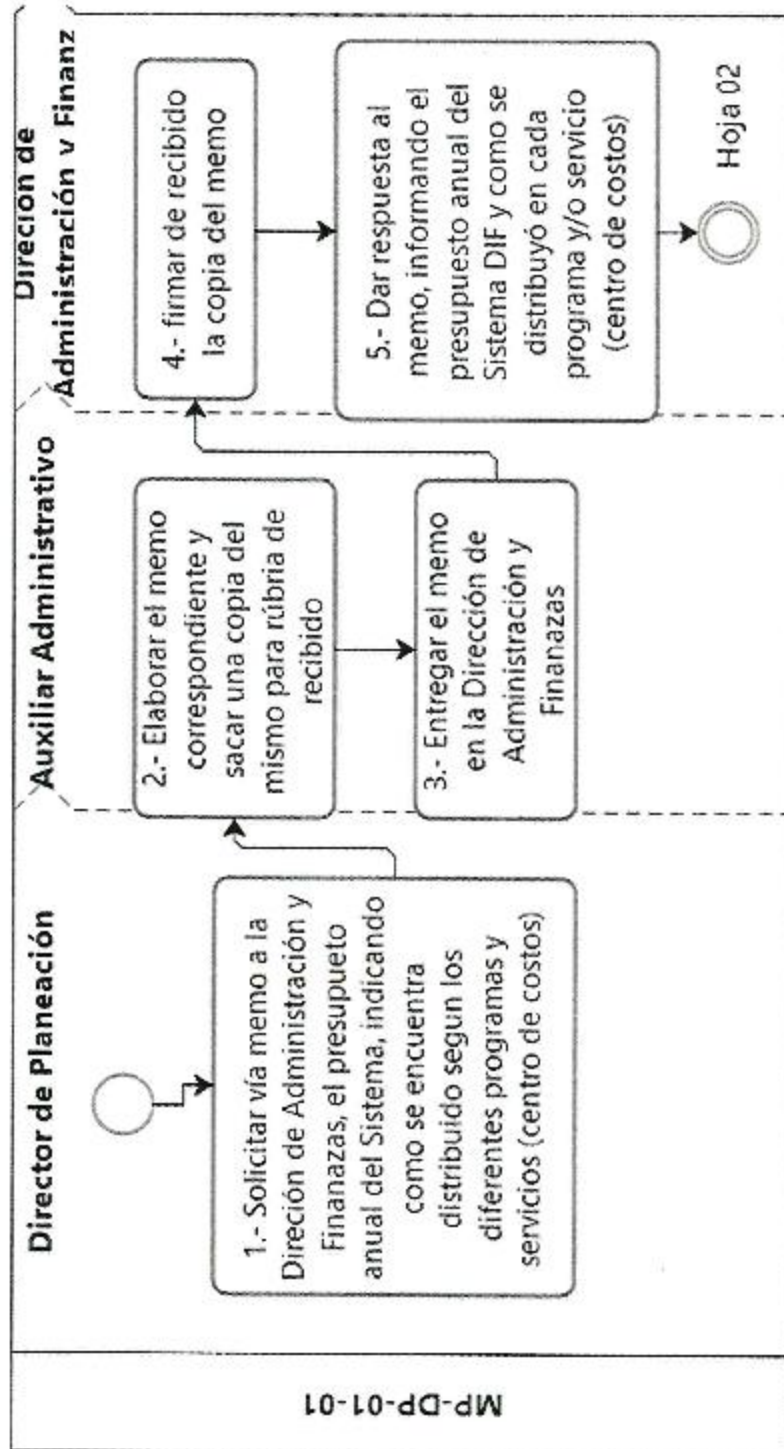 MP-DP-01-01
Director de Planeación
1.- Solicitar vía memo a la
Direción de Administración y
Finanazas, el presupueto
anual del Sistema, indicando
como se encuentra
distribuido segun los
diferentes programas y
servicios (centro de costos)
Auxiliar Administrativo
2.- Elaborar el memo
correspondiente y
sacar una copia del
mismo para rúbria de
recibido
3.- Entregar el memo
en la Dirección de
Administración y
Finanazas
Direcion de
Administración v Finanz
4.- firmar de recibido
la copia del memo
5.- Dar respuesta al
memo, informando el
presupuesto anual del
Sistema DIF y como se
distribuyó en cada
programa y/o servicio
(centro de costos)
Hoja 02